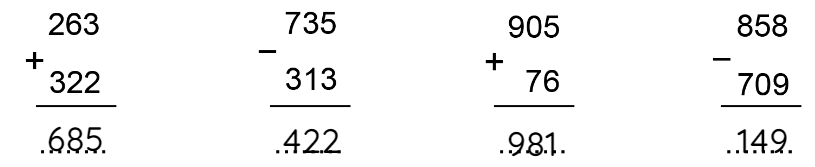 263 735 905 858
+ − + −
322 313 76 709
685 422 981 149